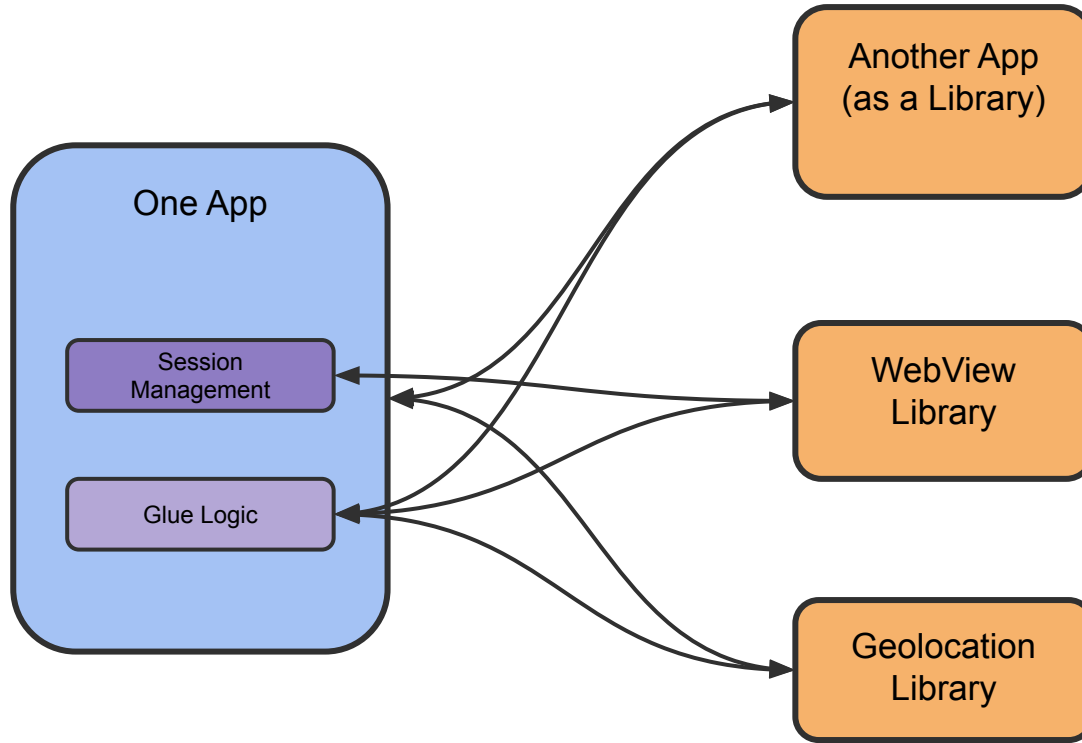 Another App
(as a Library)
One App
Session
Management
WebView
Library
Glue Logic
Geolocation
Library